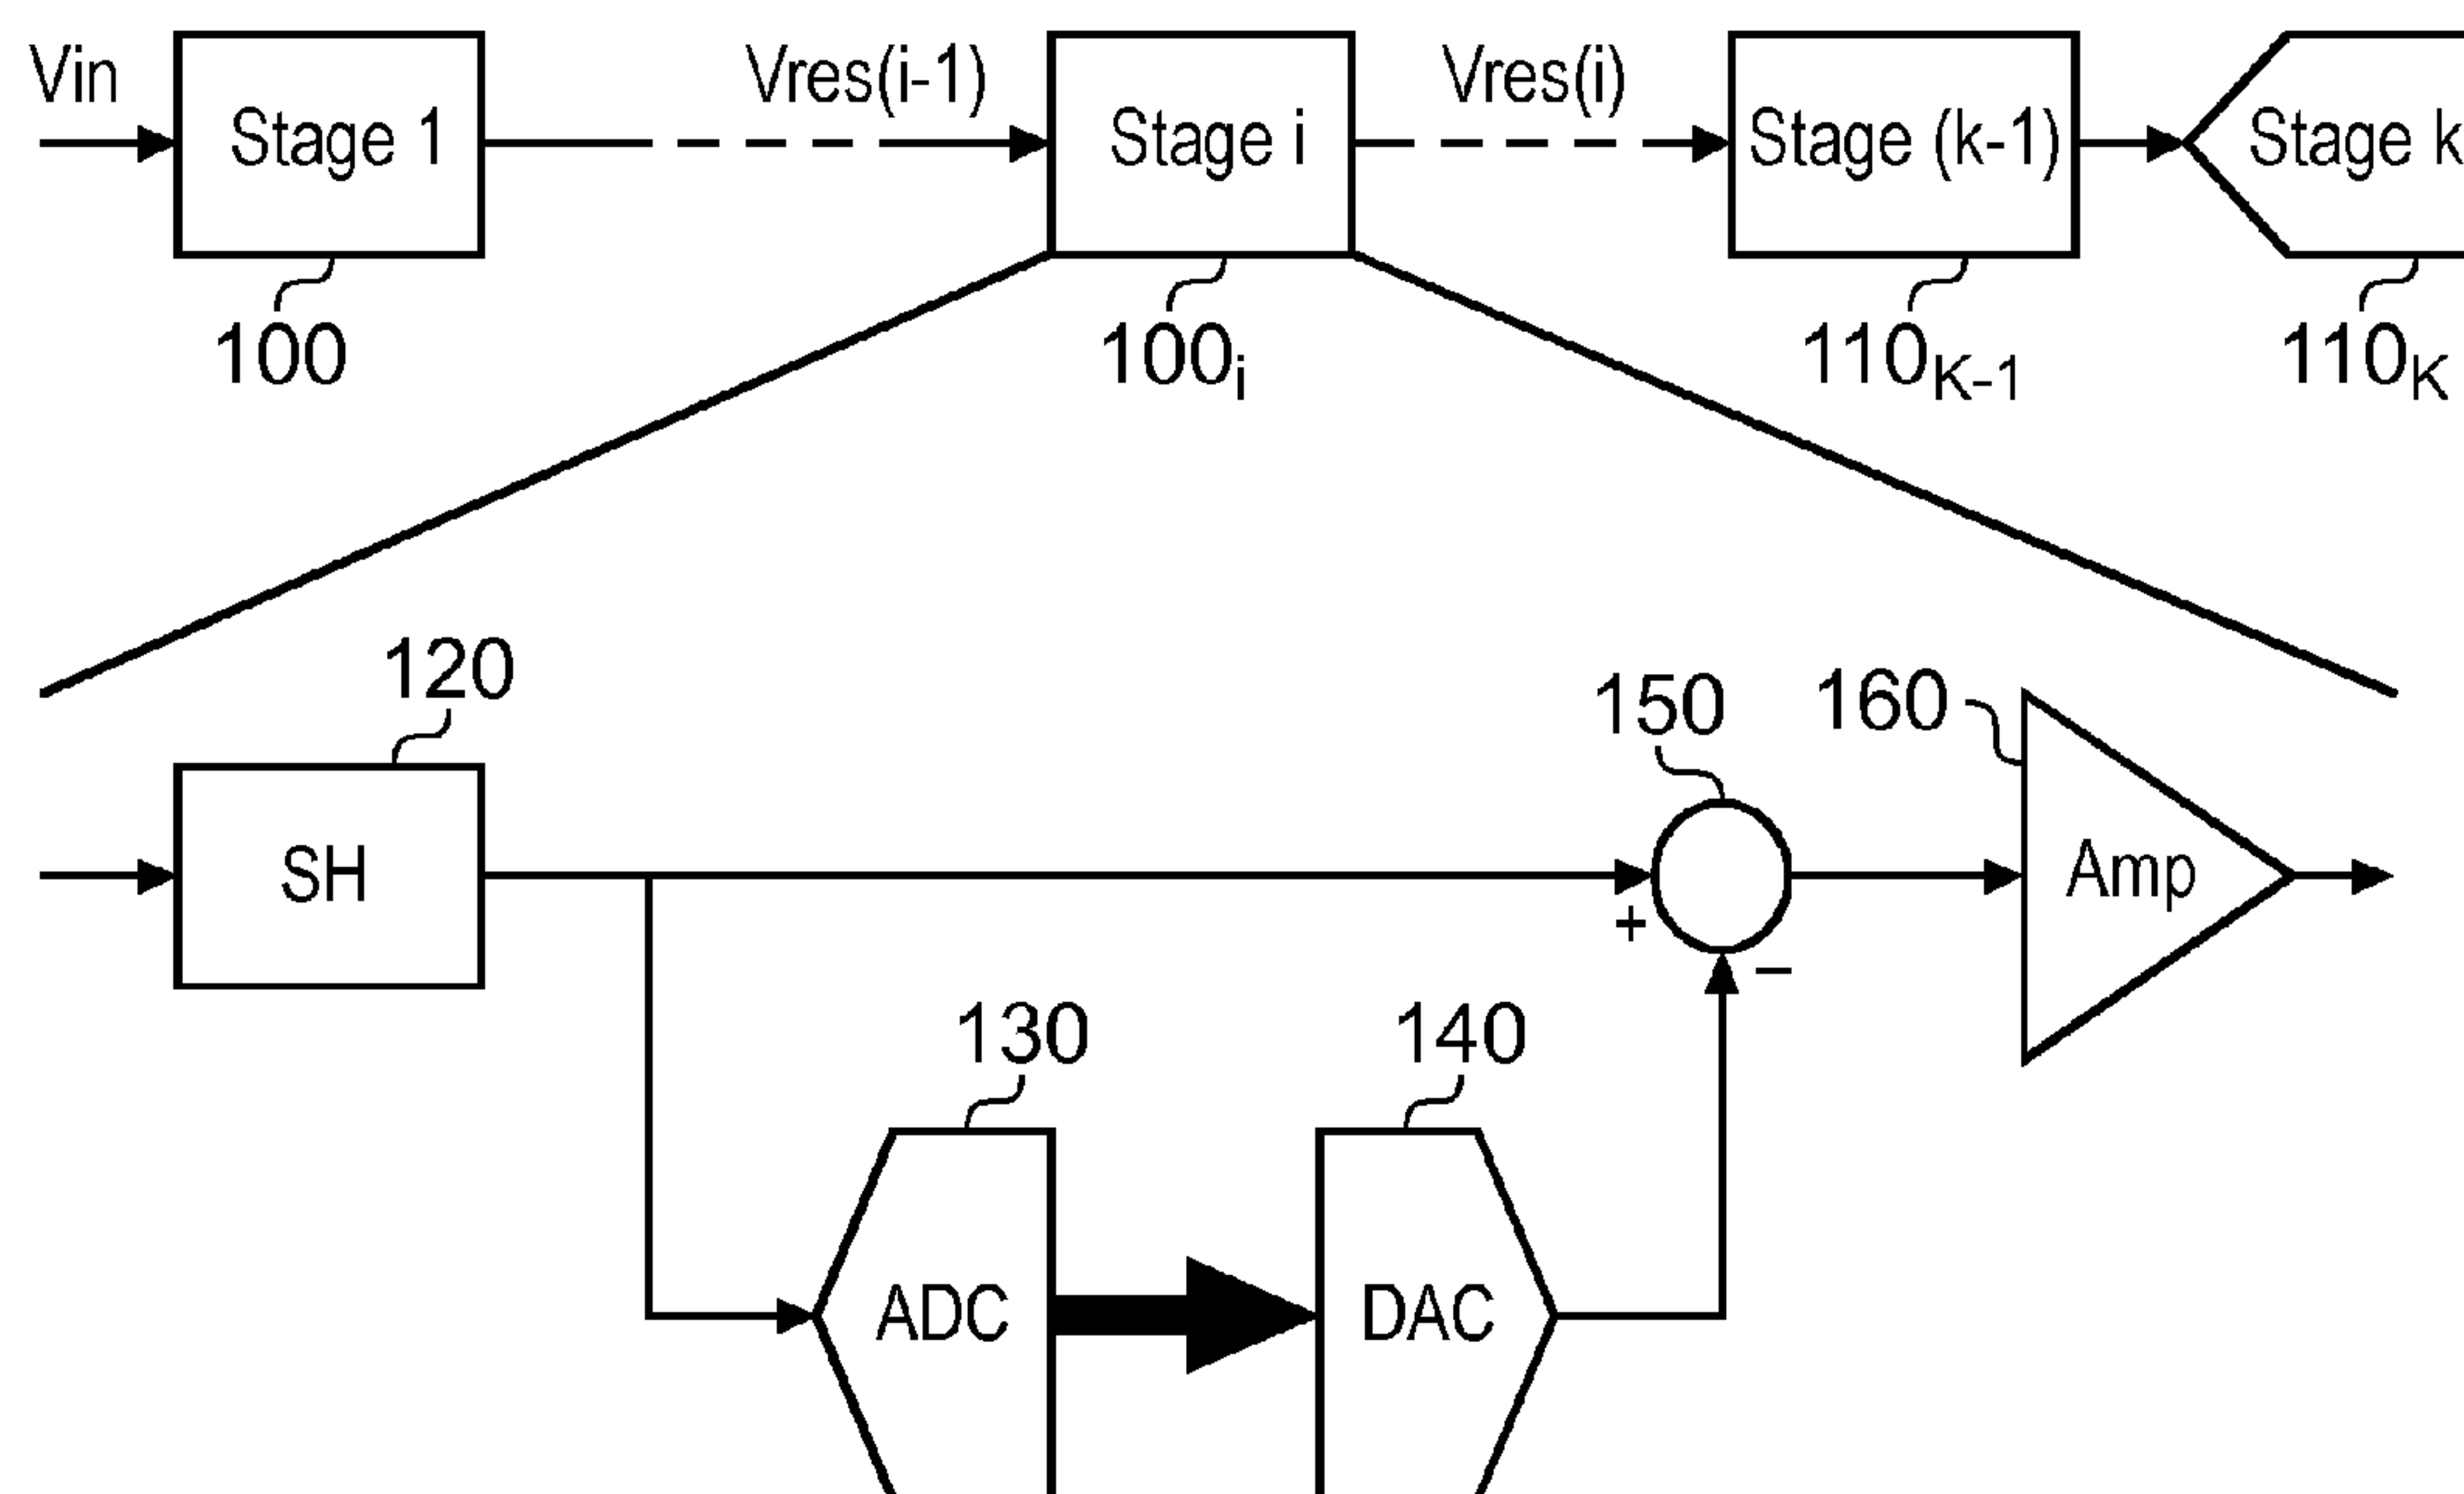 Vin
Vres(i-1)
Vres(i)
Stage 1
Stage i
Stage (k-1)
Stage k
100
100i
110K-1
110K
120
150
160
SH
Amp
+
−
130
140
ADC
DAC